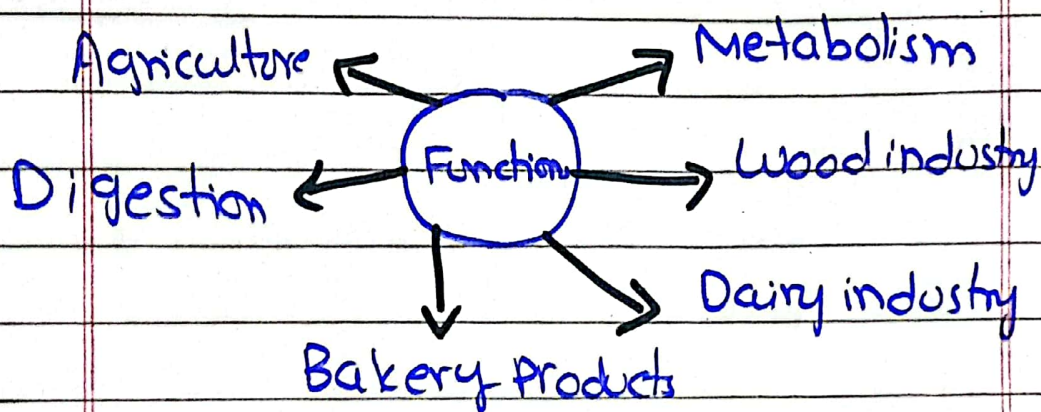 Agriculture
Metabolism
Function
Wood industry
Digestion
Dairy industry
Bakery Products